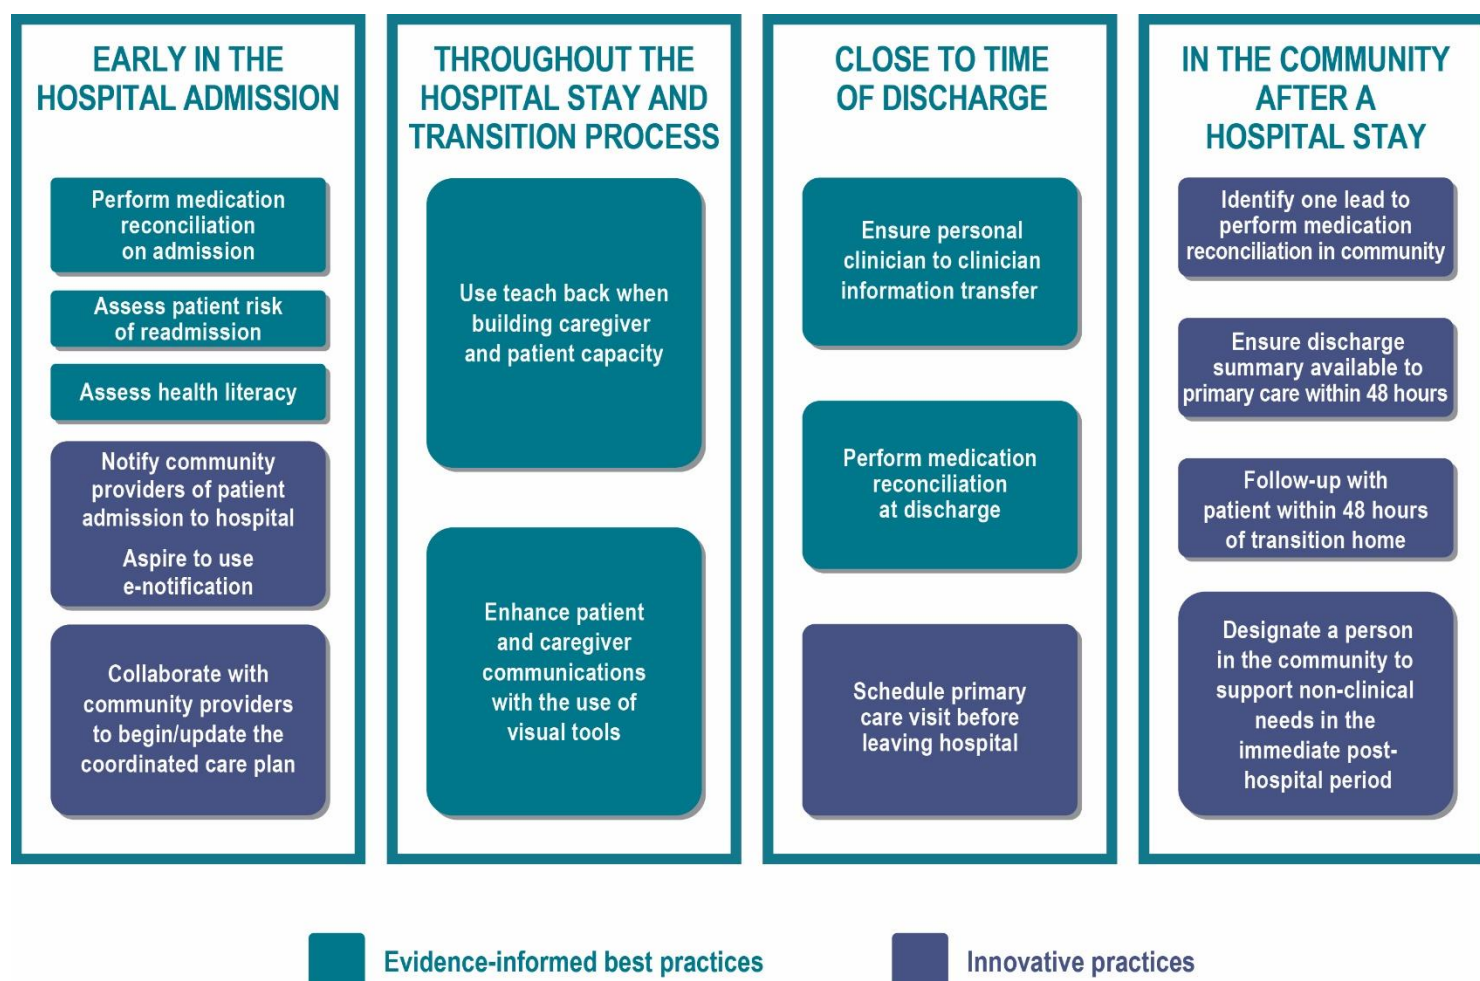 EARLY IN THE
HOSPITAL ADMISSION
Perform medication
reconciliation
on admission
Assess patient risk
of readmission
Assess health literacy
Notify community
providers of patient
admission to hospital
Aspire to use
e-notification
Collaborate with
community providers
to begin/update the
coordinated care plan
THROUGHOUT THE
HOSPITAL STAY AND
TRANSITION PROCESS
Use teach back when
building caregiver
and patient capacity
Enhance patient
and caregiver
communications
with the use of
visual tools
CLOSE TO TIME
OF DISCHARGE
Ensure personal
clinician to clinician
information transfer
Perform medication
reconciliation
at discharge
Schedule primary
care visit before
leaving hospital
IN THE COMMUNITY
AFTER A
HOSPITAL STAY
Identify one lead to
perform medication
reconciliation in community
Ensure discharge
summary available to
primary care within 48 hours
Follow-up with
patient within 48 hours
of transition home
Designate a person
in the community to
support non-clinical
needs in the
immediate post-
hospital period
Evidence-informed best practices
Innovative practices